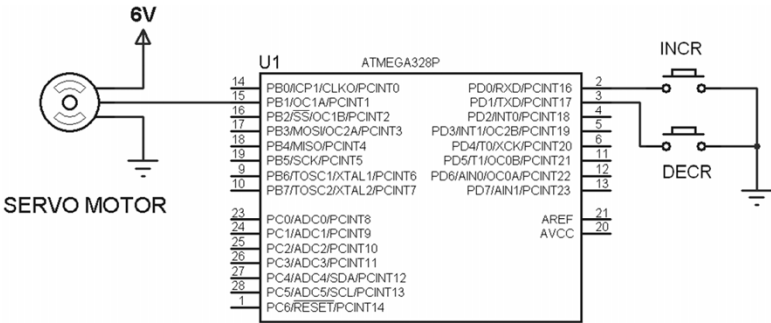 6V
U1
ATMEGA328P
INCR
14 PB0/ICP1/CLKO/PCINT0 PD0/RXD/PCINT16 2
15 PB1/OC1A/PCINT1 PD1/TXD/PCINT17 3
16 PB2/SS/OC1B/PCINT2 PD2/INT0/PCINT18 4
17 PB3/MOSI/OC2A/PCINT3 PD3/INT1/OC2B/PCINT19 5
18 PB4/MISO/PCINT4 PD4/T0/XCK/PCINT20 6
19 PB5/SCK/PCINT5 PD5/T1/OC0B/PCINT21 11
9 PB6/TOSC1/XTAL1/PCINT6 PD6/AIN0/OC0A/PCINT22 12
10 PB7/TOSC2/XTAL2/PCINT7 PD7/AIN1/PCINT23 13
DECR
SERVO MOTOR
23 PC0/ADC0/PCINT8 AREF 21
24 PC1/ADC1/PCINT9 AVCC 20
25 PC2/ADC2/PCINT10
26 PC3/ADC3/PCINT11
27 PC4/ADC4/SDA/PCINT12
28 PC5/ADC5/SCL/PCINT13
1 PC6/RESET/PCINT14